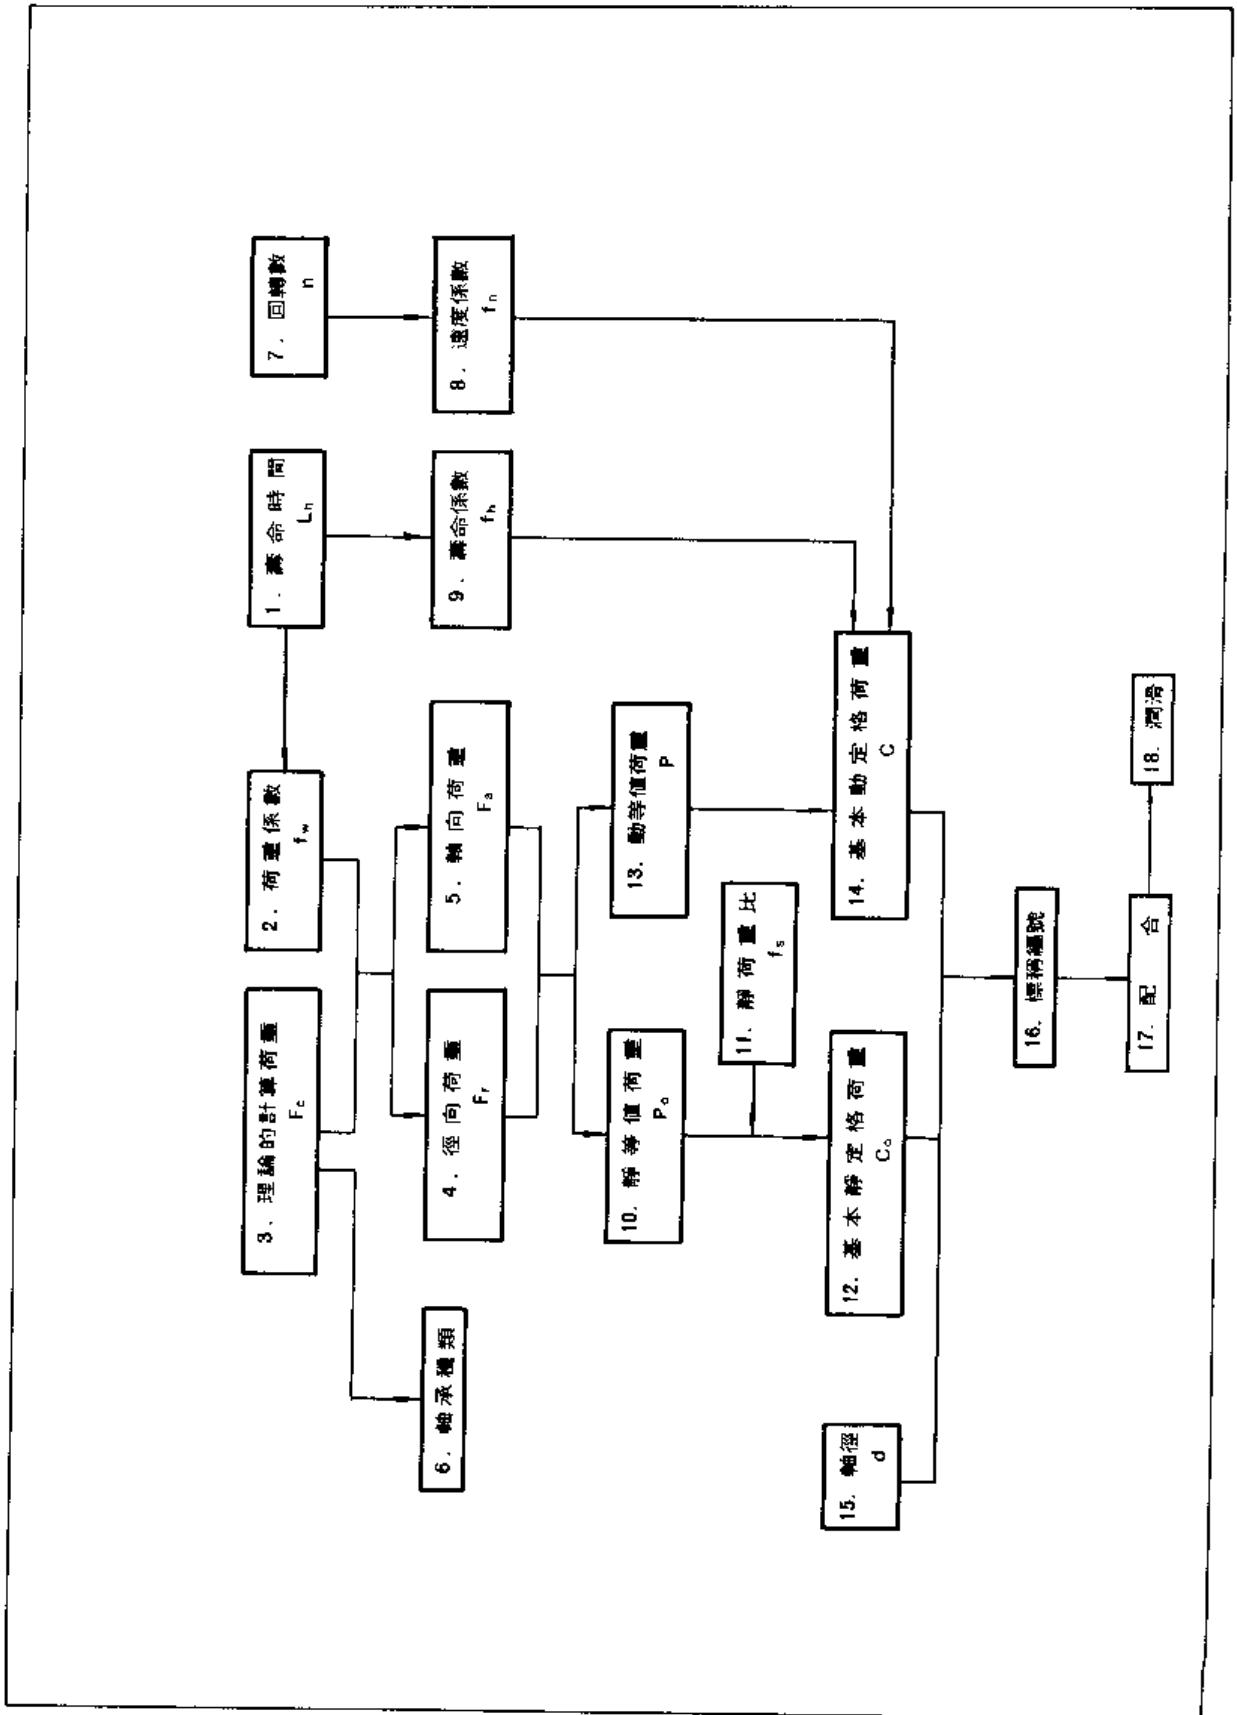 3. 理論的計算荷重
Fc
2. 荷重係數
fw
1. 壽命時間
Lh
7. 回轉數
n
6. 軸承種類
4. 徑向荷重
Fr
5. 軸向荷重
Fa
9. 壽命係數
fh
8. 速度係數
fn
10. 靜等值荷重
Po
13. 動等值荷重
P
11. 靜荷重比
fs
15. 軸徑
d
12. 基本靜定格荷重
Co
14. 基本動定格荷重
C
16. 標稱編號
17. 配合
18. 潤滑